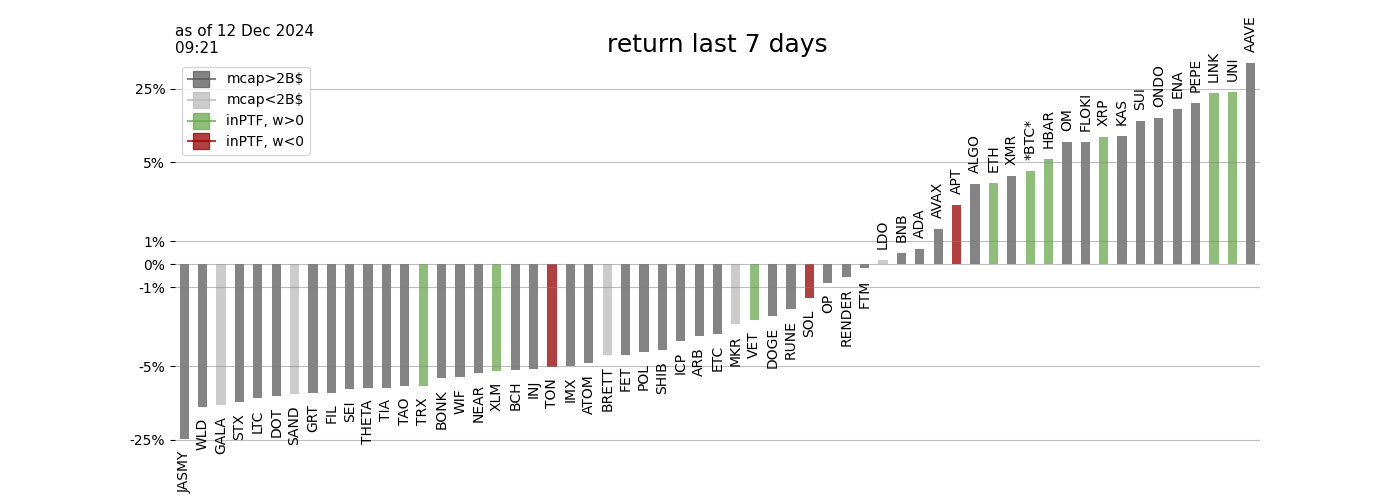 as of 12 Dec 2024
09:21
return last 7 days
mcap>2B$
mcap<2B$
inPTF, w>0
inPTF, w<0
25%
5%
1%
0%
-1%
-5%
-25%
JASMY
WLD
GALA
STX
LTC
DOT
SAND
GRT
FIL
SEI
THETA
TIA
TAO
TRX
BONK
WIF
NEAR
XLM
BCH
INJ
TON
IMX
ATOM
BRETT
FET
POL
SHIB
ICP
ARB
ETC
MKR
VET
DOGE
RUNE
SOL
OP
RENDER
FTM
LDO
BNB
ADA
AVAX
APT
ALGO
ETH
XMR
*BTC*
HBAR
OM
FLOKI
XRP
KAS
SUI
ONDO
ENA
PEPE
LINK
UNI
AAVE